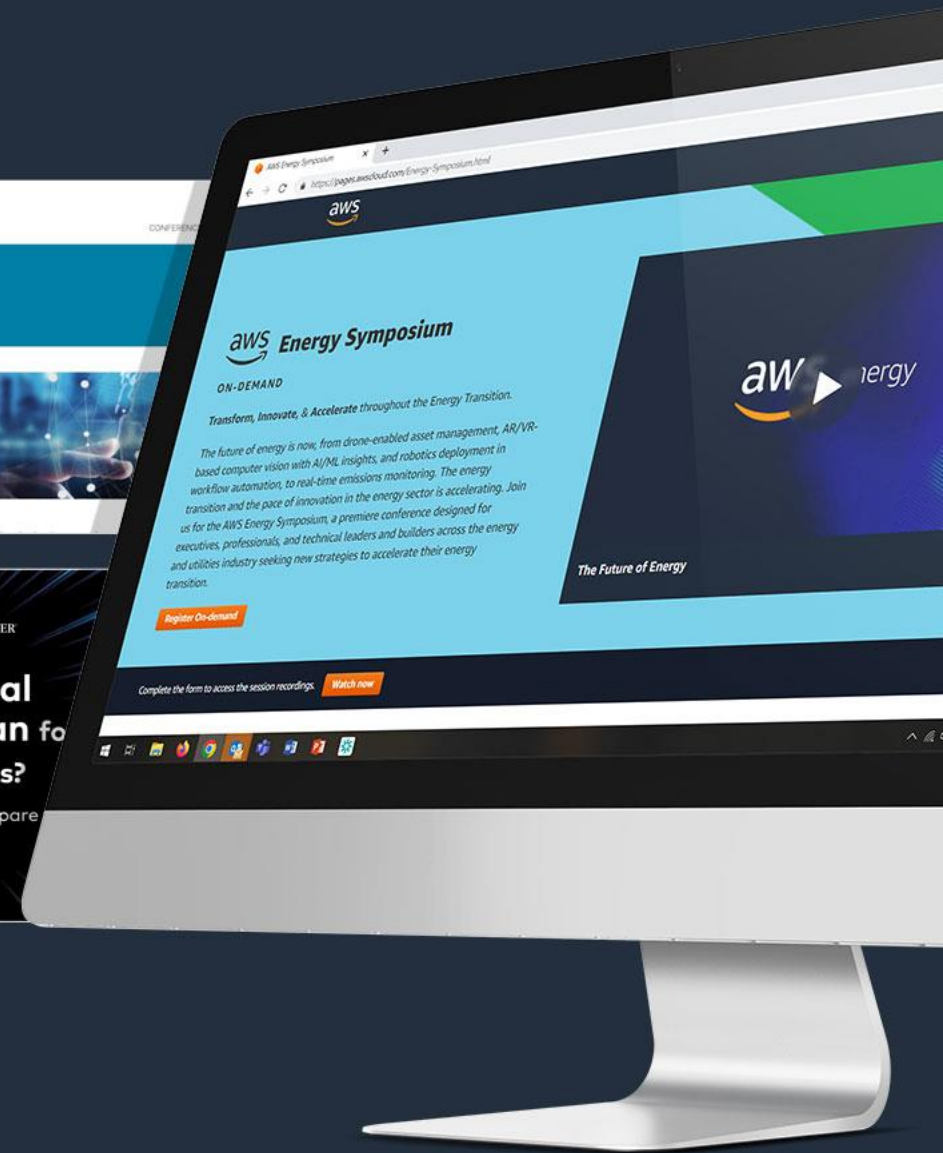 AWS Energy Symposium
https://pages.awscloud.com/Energy-Symposium.html
aws
CONFERENC
aws Energy Symposium
ON-DEMAND
Transform, Innovate, & Accelerate throughout the Energy Transition.
The future of energy is now, from drone-enabled asset management, AR/VR-
based computer vision with AI/ML insights, and robotics deployment in
workflow automation, to real-time emissions monitoring. The energy
transition and the pace of innovation in the energy sector is accelerating. Join
us for the AWS Energy Symposium, a premiere conference designed for
executives, professionals, and technical leaders and builders across the energy
and utilities industry seeking new strategies to accelerate their energy
transition.
Register On-demand
aws nergy
The Future of Energy
Complete the form to access the session recordings. Watch now
ER
al
an fo
s?
pare